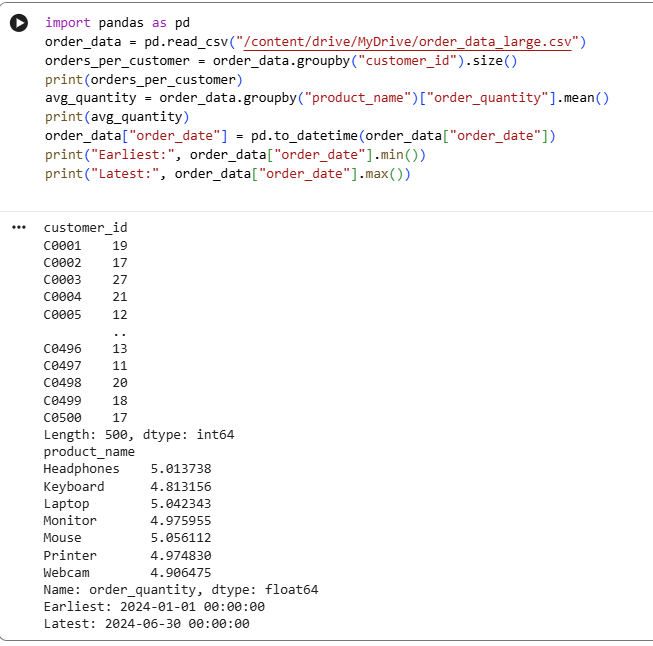 import pandas as pd
order_data = pd.read_csv("/content/drive/MyDrive/order_data_large.csv")
orders_per_customer = order_data.groupby("customer_id").size()
print(orders_per_customer)
avg_quantity = order_data.groupby("product_name")["order_quantity"].mean()
print(avg_quantity)
order_data["order_date"] = pd.to_datetime(order_data["order_date"])
print("Earliest:", order_data["order_date"].min())
print("Latest:", order_data["order_date"].max())
customer_id
C0001    19
C0002    17
C0003    27
C0004    21
C0005    12
         ..
C0496    13
C0497    11
C0498    20
C0499    18
C0500    17
Length: 500, dtype: int64
product_name
Headphones    5.013738
Keyboard      4.813156
Laptop        5.042343
Monitor       4.975955
Mouse         5.056112
Printer       4.974830
Webcam        4.906475
Name: order_quantity, dtype: float64
Earliest: 2024-01-01 00:00:00
Latest: 2024-06-30 00:00:00